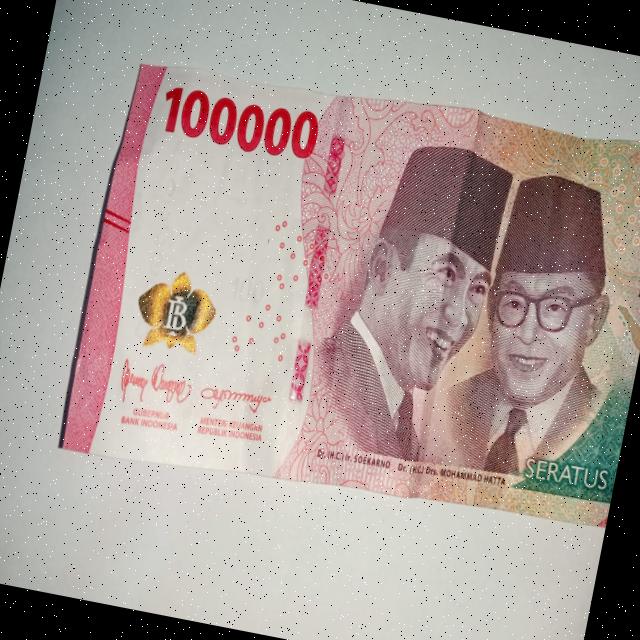 100000
GUBERNUR
BANK INDONESIA
MENTERI KEUANGAN
REPUBLIK INDONESIA
Dr. (H.C.) Ir. SOEKARNO
Dr. (H.C.) Drs. MOHAMMAD HATTA
SERATUS